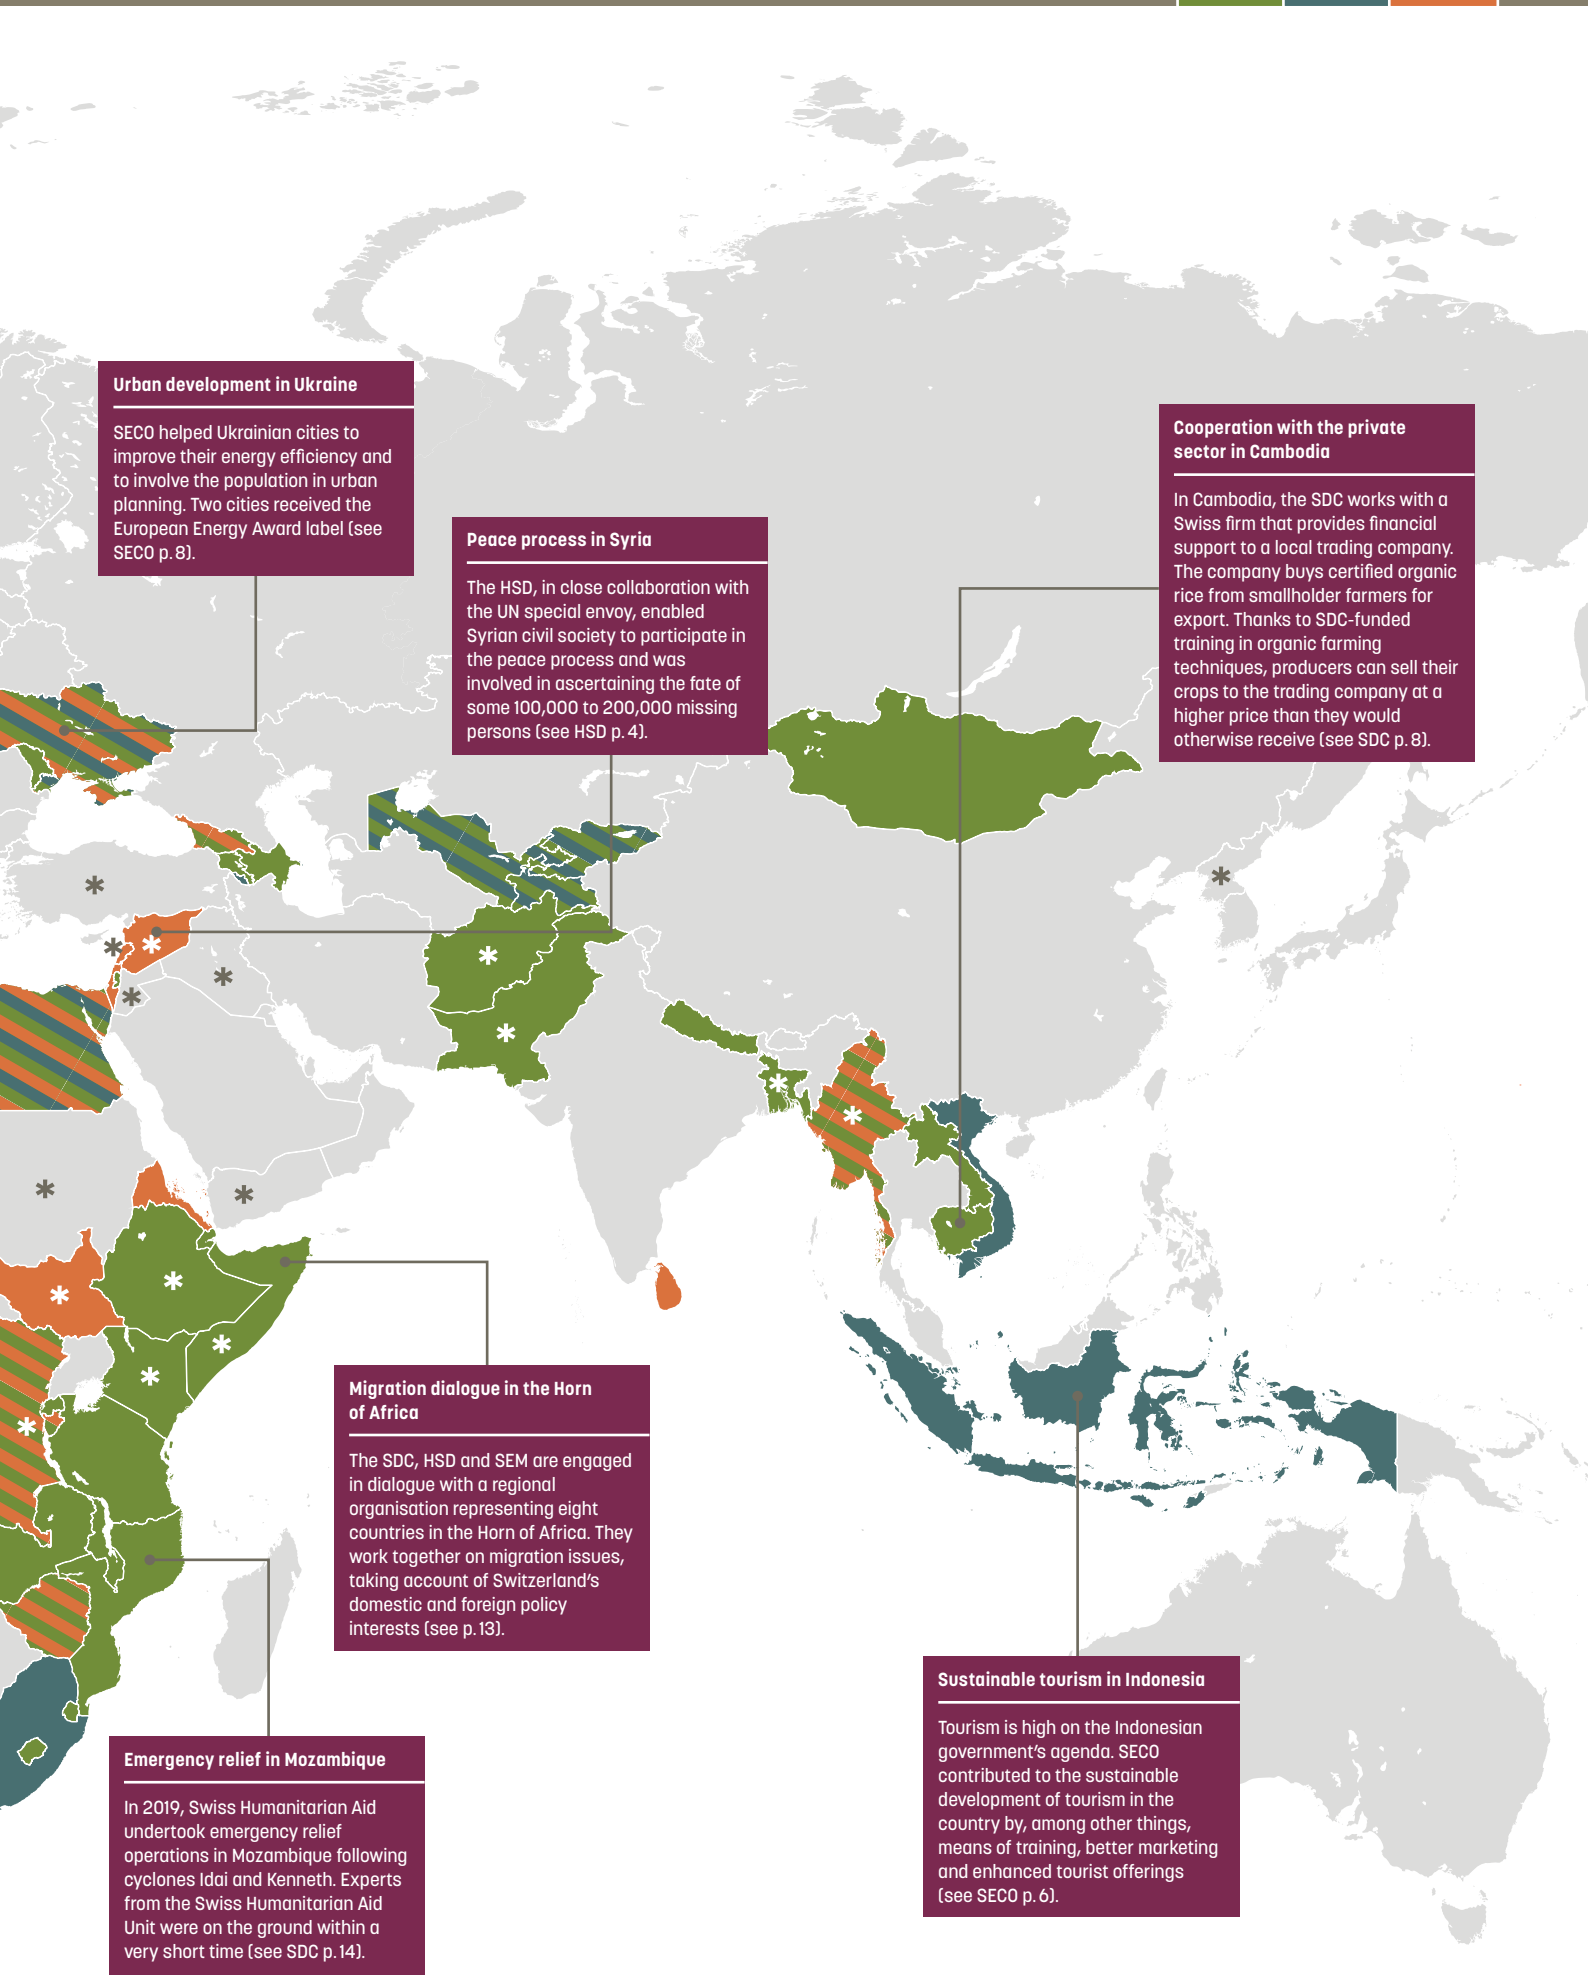 Urban development in Ukraine
SECO helped Ukrainian cities to
improve their energy efficiency and
to involve the population in urban
planning. Two cities received the
European Energy Award label (see
SECO p. 8).
Peace process in Syria
The HSD, in close collaboration with
the UN special envoy, enabled
Syrian civil society to participate in
the peace process and was
involved in ascertaining the fate of
some 100,000 to 200,000 missing
persons (see HSD p. 4).
Cooperation with the private
sector in Cambodia
In Cambodia, the SDC works with a
Swiss firm that provides financial
support to a local trading company.
The company buys certified organic
rice from smallholder farmers for
export. Thanks to SDC-funded
training in organic farming
techniques, producers can sell their
crops to the trading company at a
higher price than they would
otherwise receive (see SDC p. 8).
Migration dialogue in the Horn
of Africa
The SDC, HSD and SEM are engaged
in dialogue with a regional
organisation representing eight
countries in the Horn of Africa. They
work together on migration issues,
taking account of Switzerland's
domestic and foreign policy
interests (see p. 13).
Emergency relief in Mozambique
In 2019, Swiss Humanitarian Aid
undertook emergency relief
operations in Mozambique following
cyclones Idai and Kenneth. Experts
from the Swiss Humanitarian Aid
Unit were on the ground within a
very short time (see SDC p. 14).
Sustainable tourism in Indonesia
Tourism is high on the Indonesian
government's agenda. SECO
contributed to the sustainable
development of tourism in the
country by, among other things,
means of training, better marketing
and enhanced tourist offerings
(see SECO p. 6).